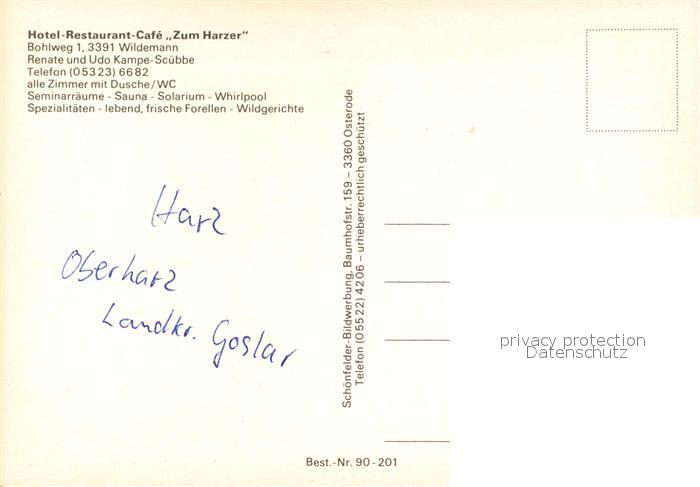 Hotel-Restaurant-Café „Zum Harzer“
Bohlweg 1, 3391 Wildemann
Renate und Udo Kampe-Scübbe
Telefon (05323) 6682
alle Zimmer mit Dusche/WC
Seminarräume - Sauna - Solarium - Whirlpool
Spezialitäten - lebend, frische Forellen - Wildgerichte
Harz
Oberharz
Landkr. Goslar
Schönfelder-Bildwerbung, Baumhofstr. 159 – 3360 Osterode
Telefon (05522) 4206 – urheberrechtlich geschützt
privacy protection
Datenschutz
Best.-Nr. 90-201